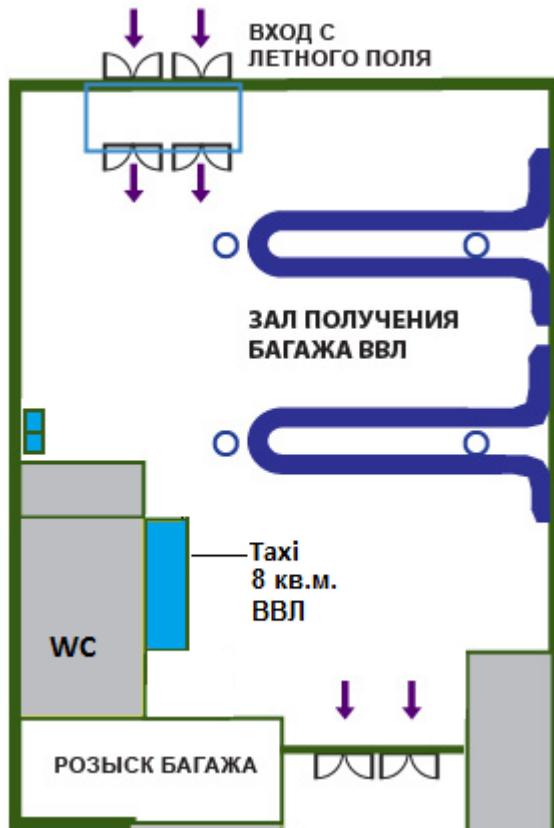 ВХОД С
ЛЕТНОГО ПОЛЯ
ЗАЛ ПОЛУЧЕНИЯ
БАГАЖА ВВЛ
Taxi
8 кв.м.
ВВЛ
WC
РОЗЫСК БАГАЖА